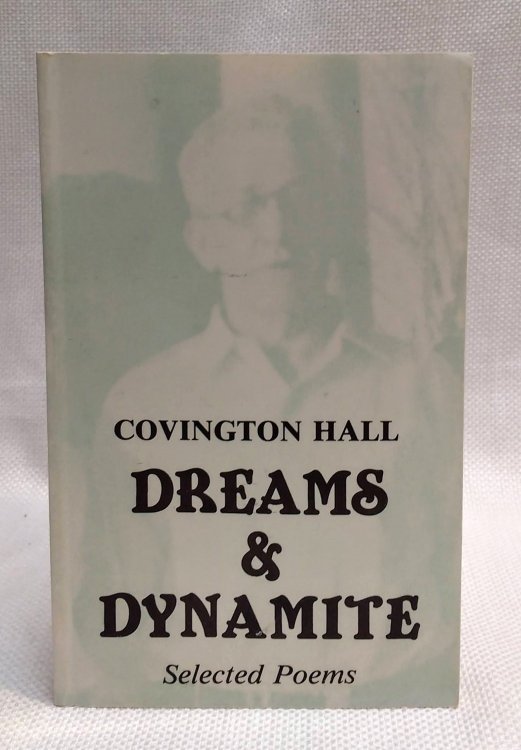 COVINGTON HALL
DREAMS
&
DYNAMITE
Selected Poems